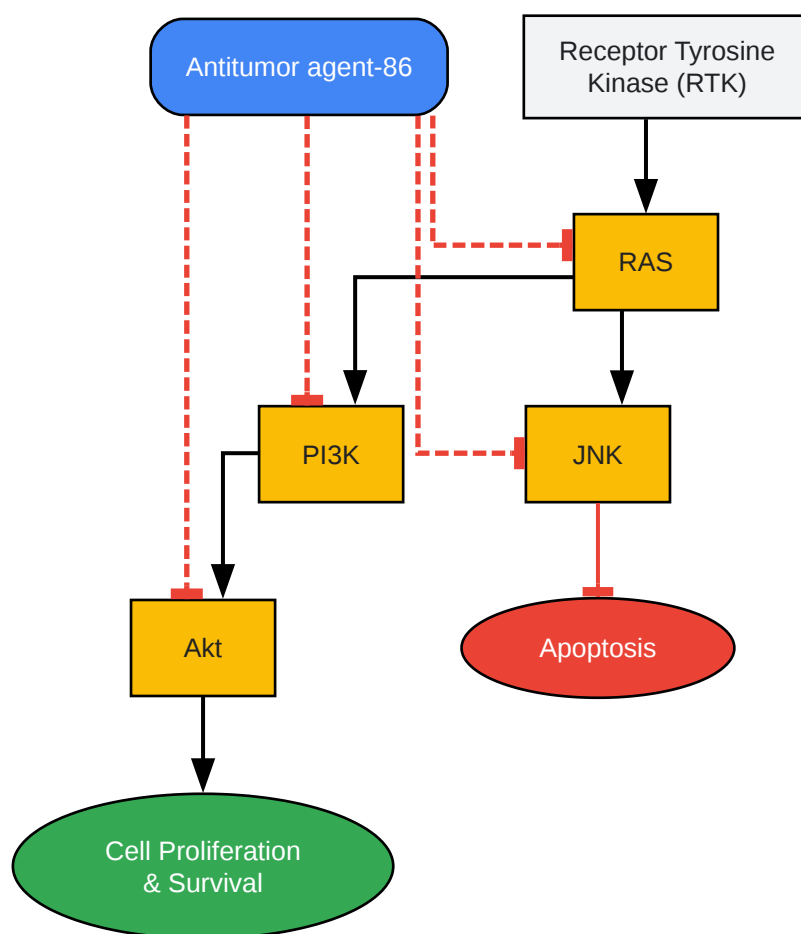 Antitumor agent-86
Receptor Tyrosine
Kinase (RTK)
RAS
PI3K
JNK
Akt
Apoptosis
Cell Proliferation
& Survival